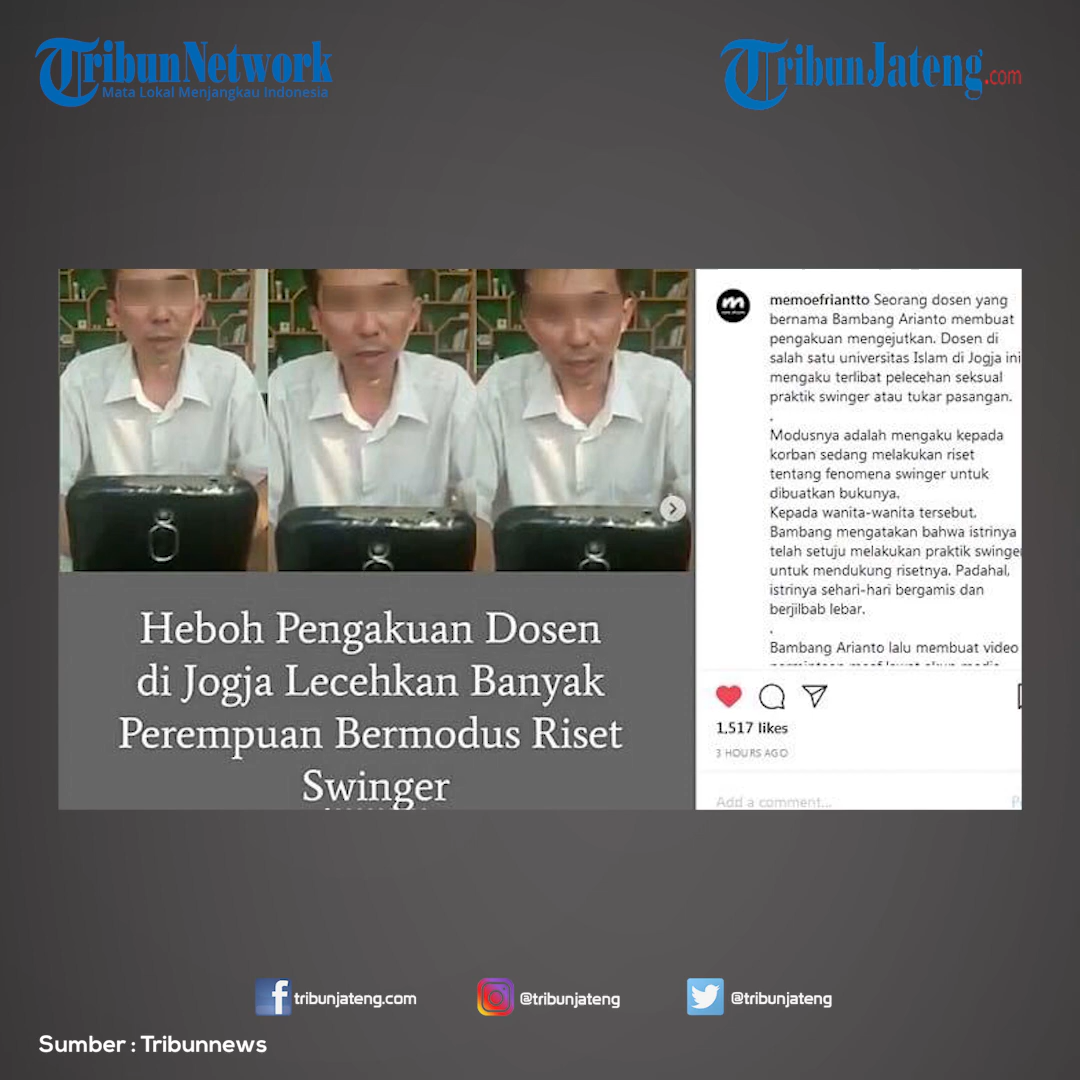 TribunNetwork
Mata Lokal Menjangkau Indonesia
TribunJateng.com
memoefriantto Seorang dosen yang
bernama Bambang Arianto membuat
pengakuan mengejutkan. Dosen di
salah satu universitas Islam di Jogja ini
mengaku terlibat pelecehan seksual
praktik swinger atau tukar pasangan.
.
Modusnya adalah mengaku kepada
korban sedang melakukan riset
tentang fenomena swinger untuk
dibuatkan bukunya.
Kepada wanita-wanita tersebut,
Bambang mengatakan bahwa istrinya
telah setuju melakukan praktik swinger
untuk mendukung risetnya. Padahal,
istrinya sehari-hari bergamis dan
berjilbab lebar.
.
Bambang Arianto lalu membuat video
Heboh Pengakuan Dosen
di Jogja Lecehkan Banyak
Perempuan Bermodus Riset
Swinger
1,517 likes
3 HOURS AGO
Add a comment...
tribunjateng.com
@tribunjateng
@tribunjateng
Sumber : Tribunnews